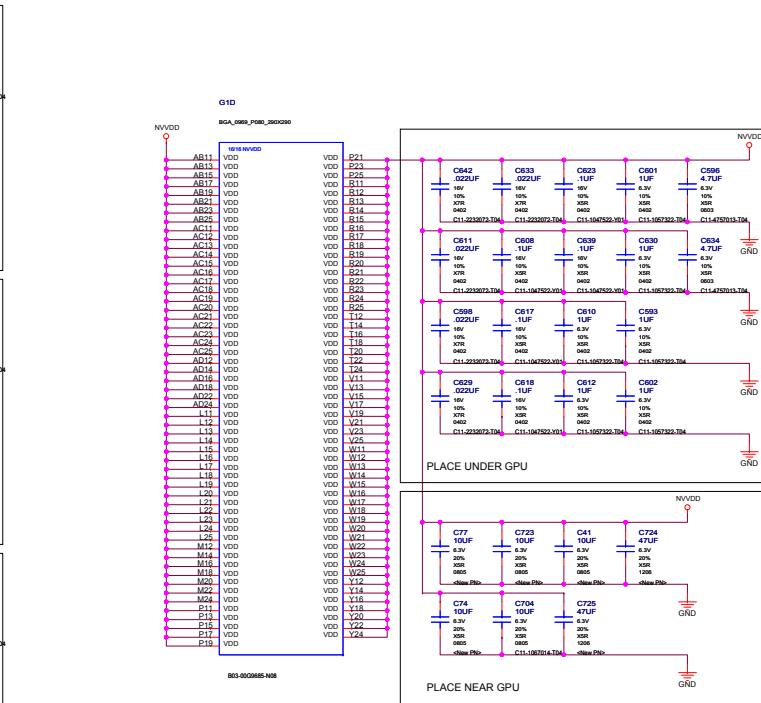 G1D
BGA_0969_P080_290X290
NVVDD
16/16 NVVDD
AB11 VDD VDD P21
AB13 VDD VDD P23
AB15 VDD VDD P25
AB17 VDD VDD R11
AB19 VDD VDD R12
AB21 VDD VDD R13
AB23 VDD VDD R14
AB25 VDD VDD R15
AC11 VDD VDD R16
AC12 VDD VDD R17
AC13 VDD VDD R18
AC14 VDD VDD R19
AC15 VDD VDD R20
AC16 VDD VDD R21
AC17 VDD VDD R22
AC18 VDD VDD R23
AC19 VDD VDD R24
AC20 VDD VDD R25
AC21 VDD VDD T12
AC22 VDD VDD T14
AC23 VDD VDD T16
AC24 VDD VDD T18
AC25 VDD VDD T20
AD12 VDD VDD T22
AD14 VDD VDD T24
AD16 VDD VDD V11
AD18 VDD VDD V13
AD22 VDD VDD V15
AD24 VDD VDD V17
L11 VDD VDD V19
L12 VDD VDD V21
L13 VDD VDD V23
L14 VDD VDD V25
L15 VDD VDD W11
L16 VDD VDD W12
L17 VDD VDD W13
L18 VDD VDD W14
L19 VDD VDD W15
L20 VDD VDD W16
L21 VDD VDD W17
L22 VDD VDD W18
L23 VDD VDD W19
L24 VDD VDD W20
L25 VDD VDD W21
M12 VDD VDD W22
M14 VDD VDD W23
M16 VDD VDD W24
M18 VDD VDD W25
M20 VDD VDD Y12
M22 VDD VDD Y14
M24 VDD VDD Y16
P11 VDD VDD Y18
P13 VDD VDD Y20
P15 VDD VDD Y22
P17 VDD VDD Y24
P19 VDD
B03-00G9685-N08
NVVDD
C642 C633 C623 C601 C596
.022UF .022UF .1UF 1UF 4.7UF
16V 16V 16V 6.3V 6.3V
10% 10% 10% 10% 10%
X7R X7R X5R X5R X5R
0402 0402 0402 0402 0603
C11-2232072-T04 C11-2232072-T04 C11-1047522-Y01 C11-1057322-T04 C11-4757013-T04
GND
C611 C608 C639 C630 C634
.022UF .1UF .1UF 1UF 4.7UF
16V 16V 16V 6.3V 6.3V
10% 10% 10% 10% 10%
X7R X5R X5R X5R X5R
0402 0402 0402 0402 0603
C11-2232072-T04 C11-1047522-Y01 C11-1047522-Y01 C11-1057322-T04 C11-4757013-T04
GND
C598 C617 C610 C593
.022UF .1UF 1UF 1UF
16V 16V 6.3V 6.3V
10% 10% 10% 10%
X7R X5R X5R X5R
0402 0402 0402 0402
C11-2232072-T04 C11-1047522-Y01 C11-1057322-T04 C11-1057322-T04
GND
C629 C618 C612 C602
.022UF .1UF 1UF 1UF
16V 16V 6.3V 6.3V
10% 10% 10% 10%
X7R X5R X5R X5R
0402 0402 0402 0402
C11-2232072-T04 C11-1047522-Y01 C11-1057322-T04 C11-1057322-T04
GND
PLACE UNDER GPU
NVVDD
C77 C723 C41 C724
10UF 10UF 10UF 47UF
6.3V 6.3V 6.3V 6.3V
20% 20% 20% 20%
X5R X5R X5R X5R
0805 0805 0805 1206
<New PN> <New PN> <New PN> <New PN>
GND
C74 C704 C725
10UF 10UF 47UF
6.3V 6.3V 6.3V
20% 20% 20%
X5R X5R X5R
0805 0805 1206
<New PN> C11-1067014-T04 <New PN>
GND
PLACE NEAR GPU